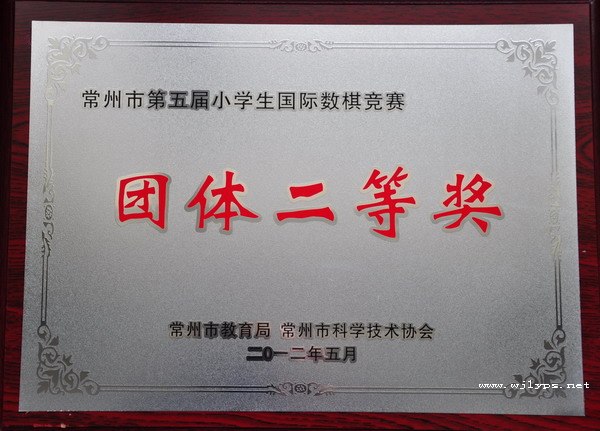 常州市第五届小学生国际数棋竞赛
团体二等奖
常州市教育局 常州市科学技术协会
二0一二年五月
www.wjlyps.net